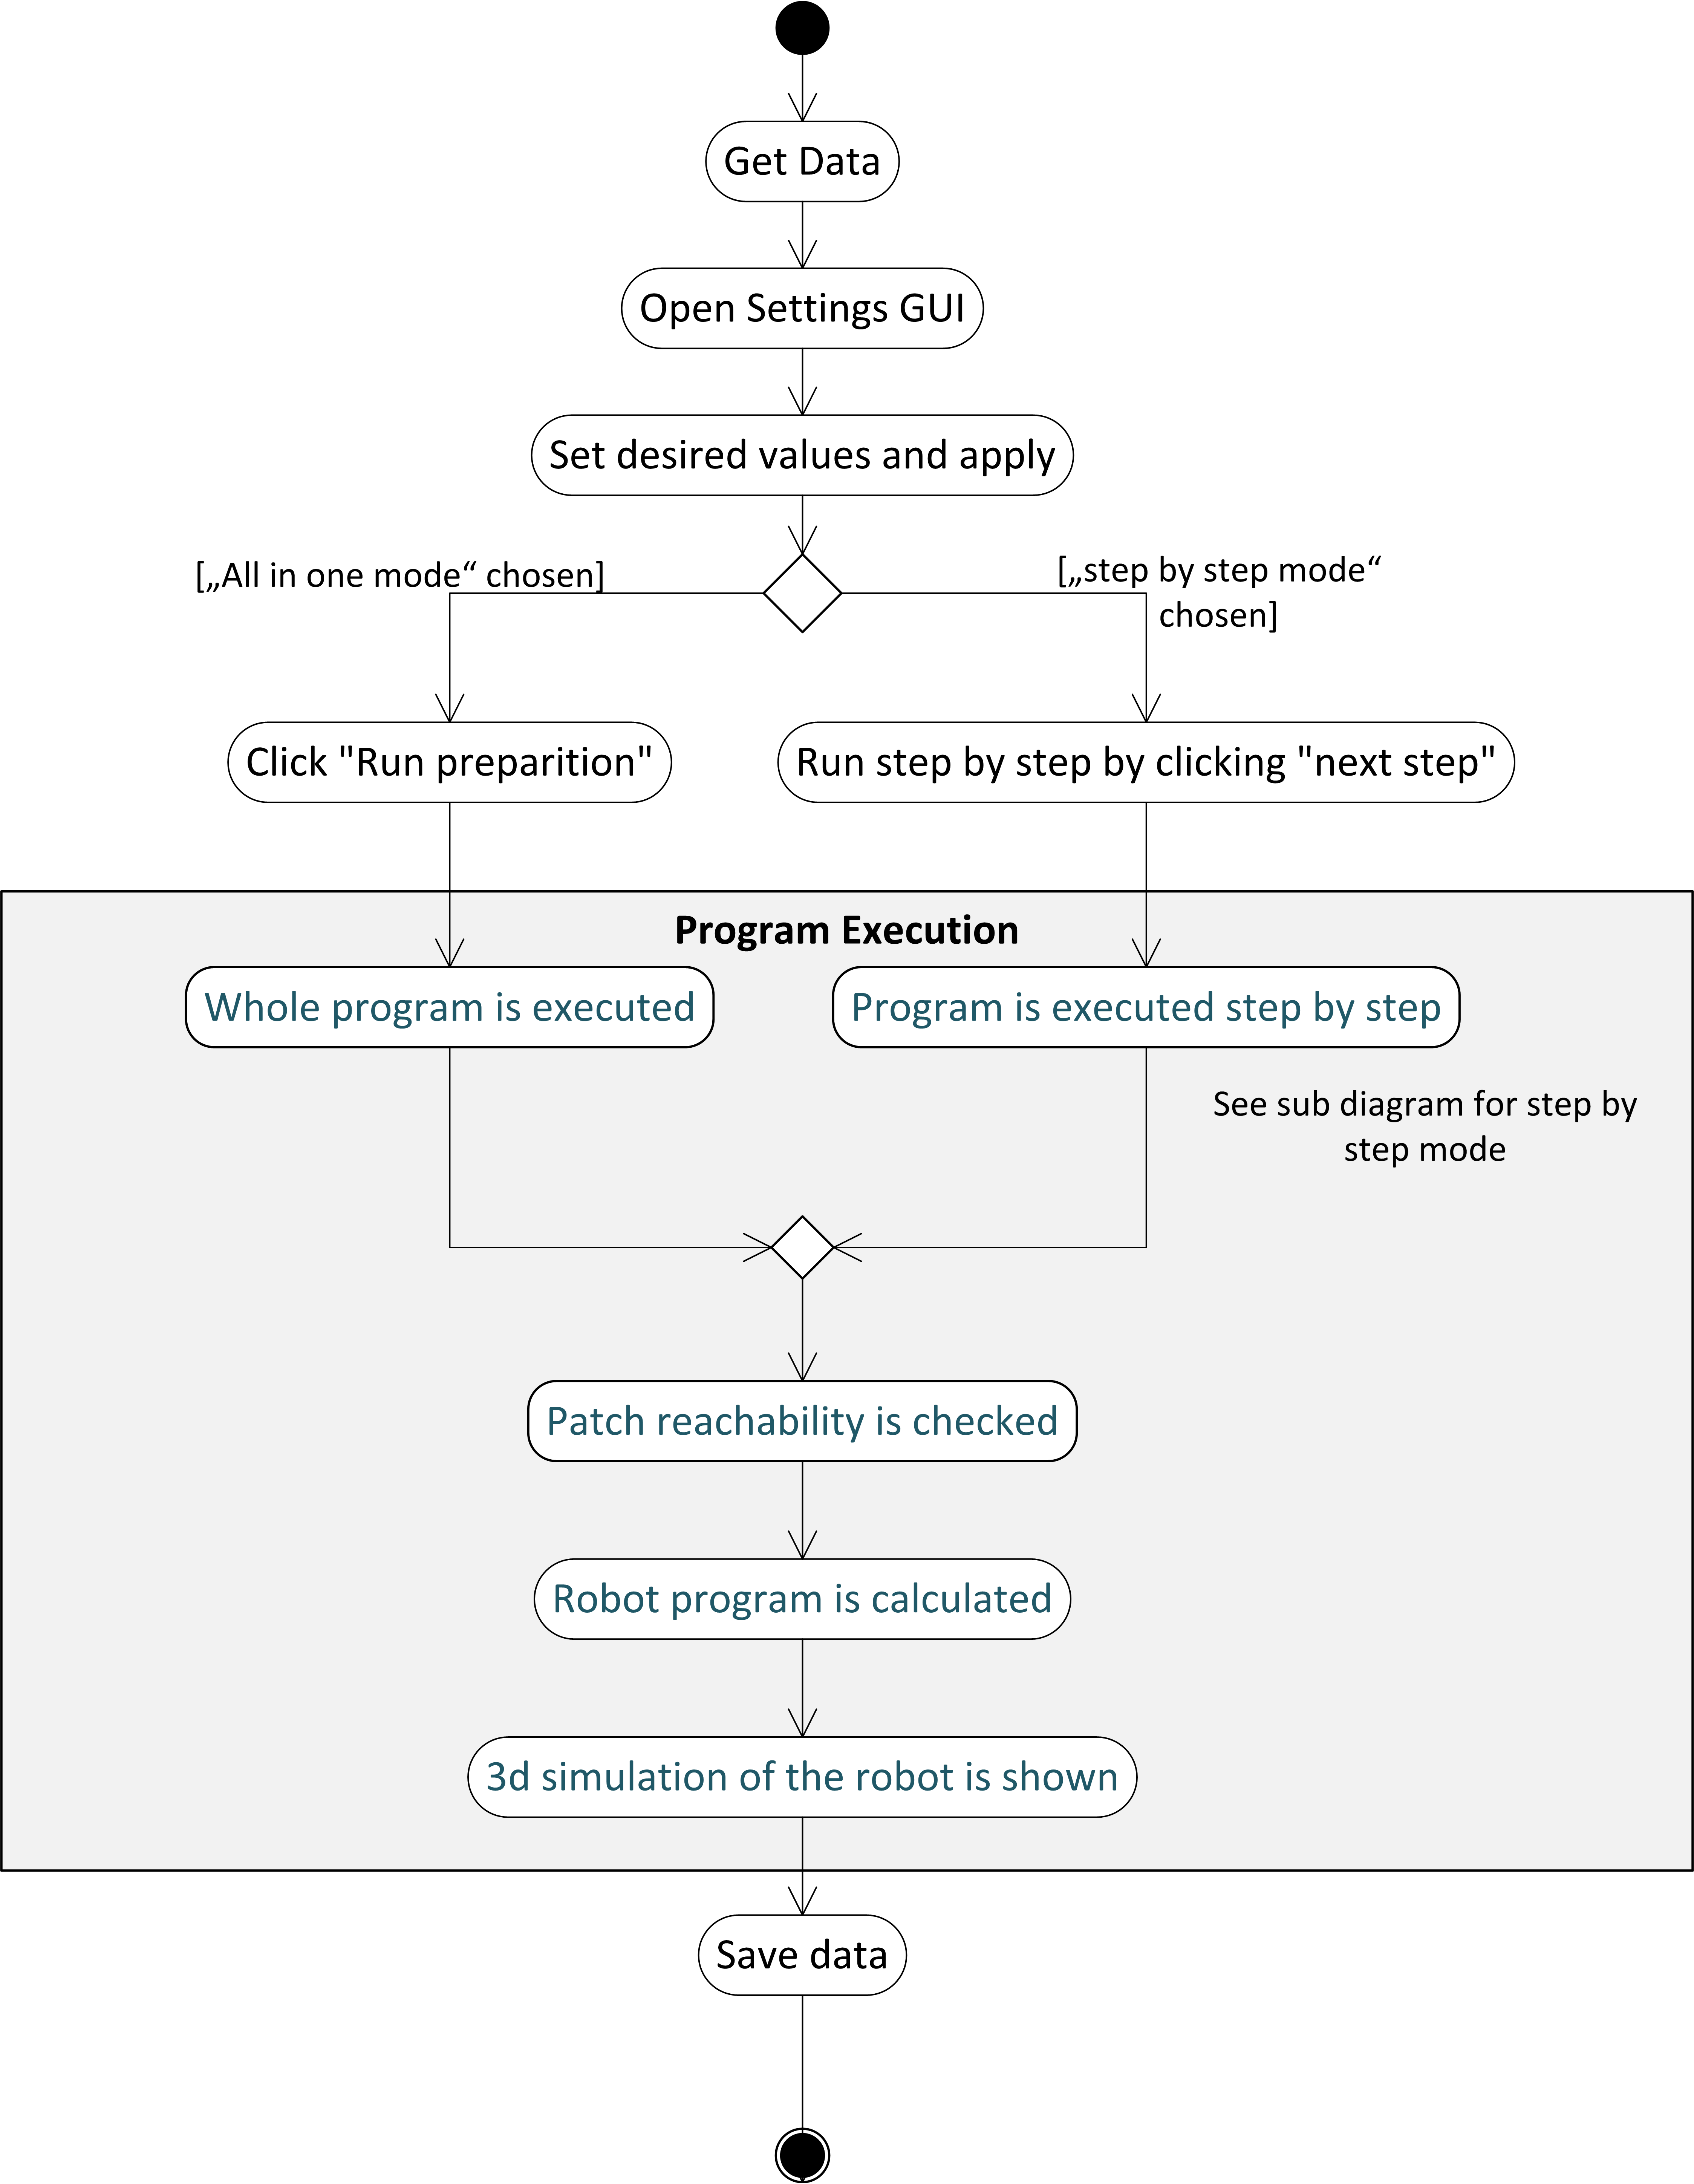 Get Data
Open Settings GUI
Set desired values and apply
[„All in one mode“ chosen]
[„step by step mode“
chosen]
Click "Run preparition"
Run step by step by clicking "next step"
Program Execution
Whole program is executed
Program is executed step by step
See sub diagram for step by
step mode
Patch reachability is checked
Robot program is calculated
3d simulation of the robot is shown
Save data